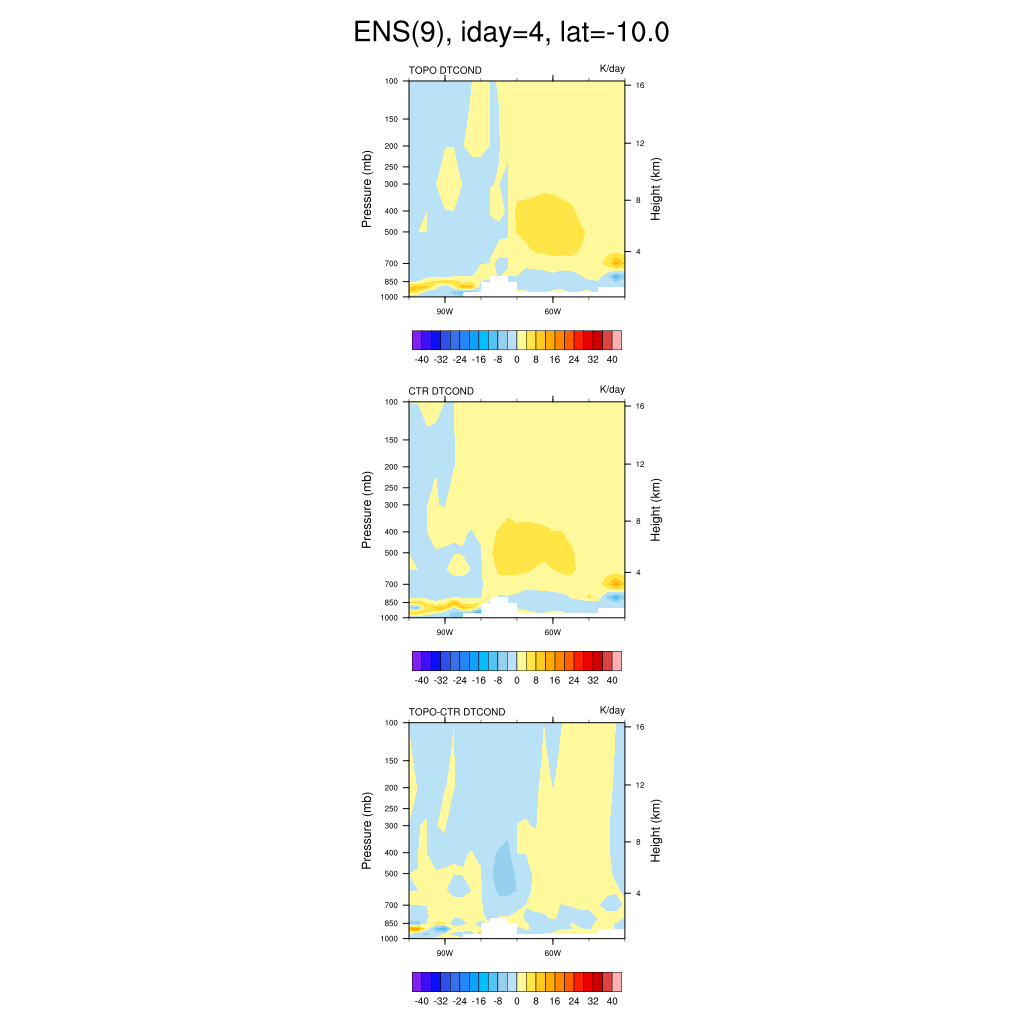 ENS(9), iday=4, lat=-10.0
TOPO DTCOND K/day
100
150
200
250
300
400
500
700
850
1000
Pressure (mb)
16
12
8
4
Height (km)
90W 60W
-40 -32 -24 -16 -8 0 8 16 24 32 40
CTR DTCOND K/day
100
150
200
250
300
400
500
700
850
1000
Pressure (mb)
16
12
8
4
Height (km)
90W 60W
-40 -32 -24 -16 -8 0 8 16 24 32 40
TOPO-CTR DTCOND K/day
100
150
200
250
300
400
500
700
850
1000
Pressure (mb)
16
12
8
4
Height (km)
90W 60W
-40 -32 -24 -16 -8 0 8 16 24 32 40